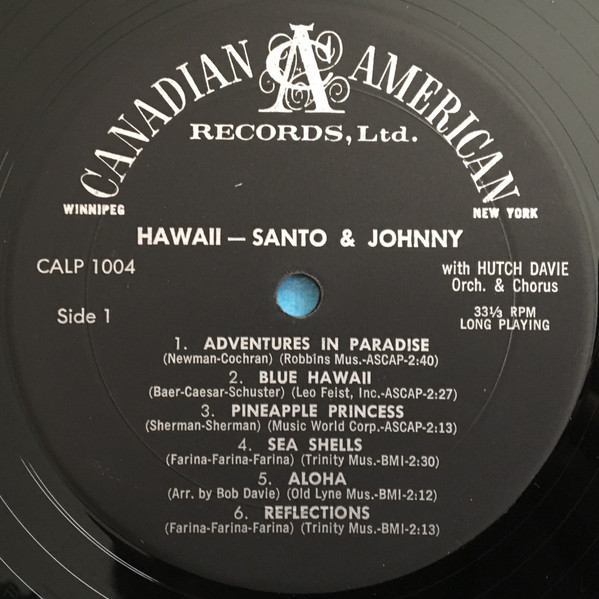 CANADIAN CA AMERICAN
RECORDS, Ltd.
WINNIPEG
NEW YORK
HAWAII — SANTO & JOHNNY
CALP 1004
with HUTCH DAVIE
Orch. & Chorus
Side 1
33⅓ RPM
LONG PLAYING
1. ADVENTURES IN PARADISE
(Newman-Cochran) (Robbins Mus.-ASCAP-2:40)
2. BLUE HAWAII
(Baer-Caesar-Schuster) (Leo Feist, Inc.-ASCAP-2:27)
3. PINEAPPLE PRINCESS
(Sherman-Sherman) (Music World Corp.-ASCAP-2:13)
4. SEA SHELLS
(Farina-Farina-Farina) (Trinity Mus.-BMI-2:30)
5. ALOHA
(Arr. by Bob Davie) (Old Lyne Mus.-BMI-2:12)
6. REFLECTIONS
(Farina-Farina-Farina) (Trinity Mus.-BMI-2:13)